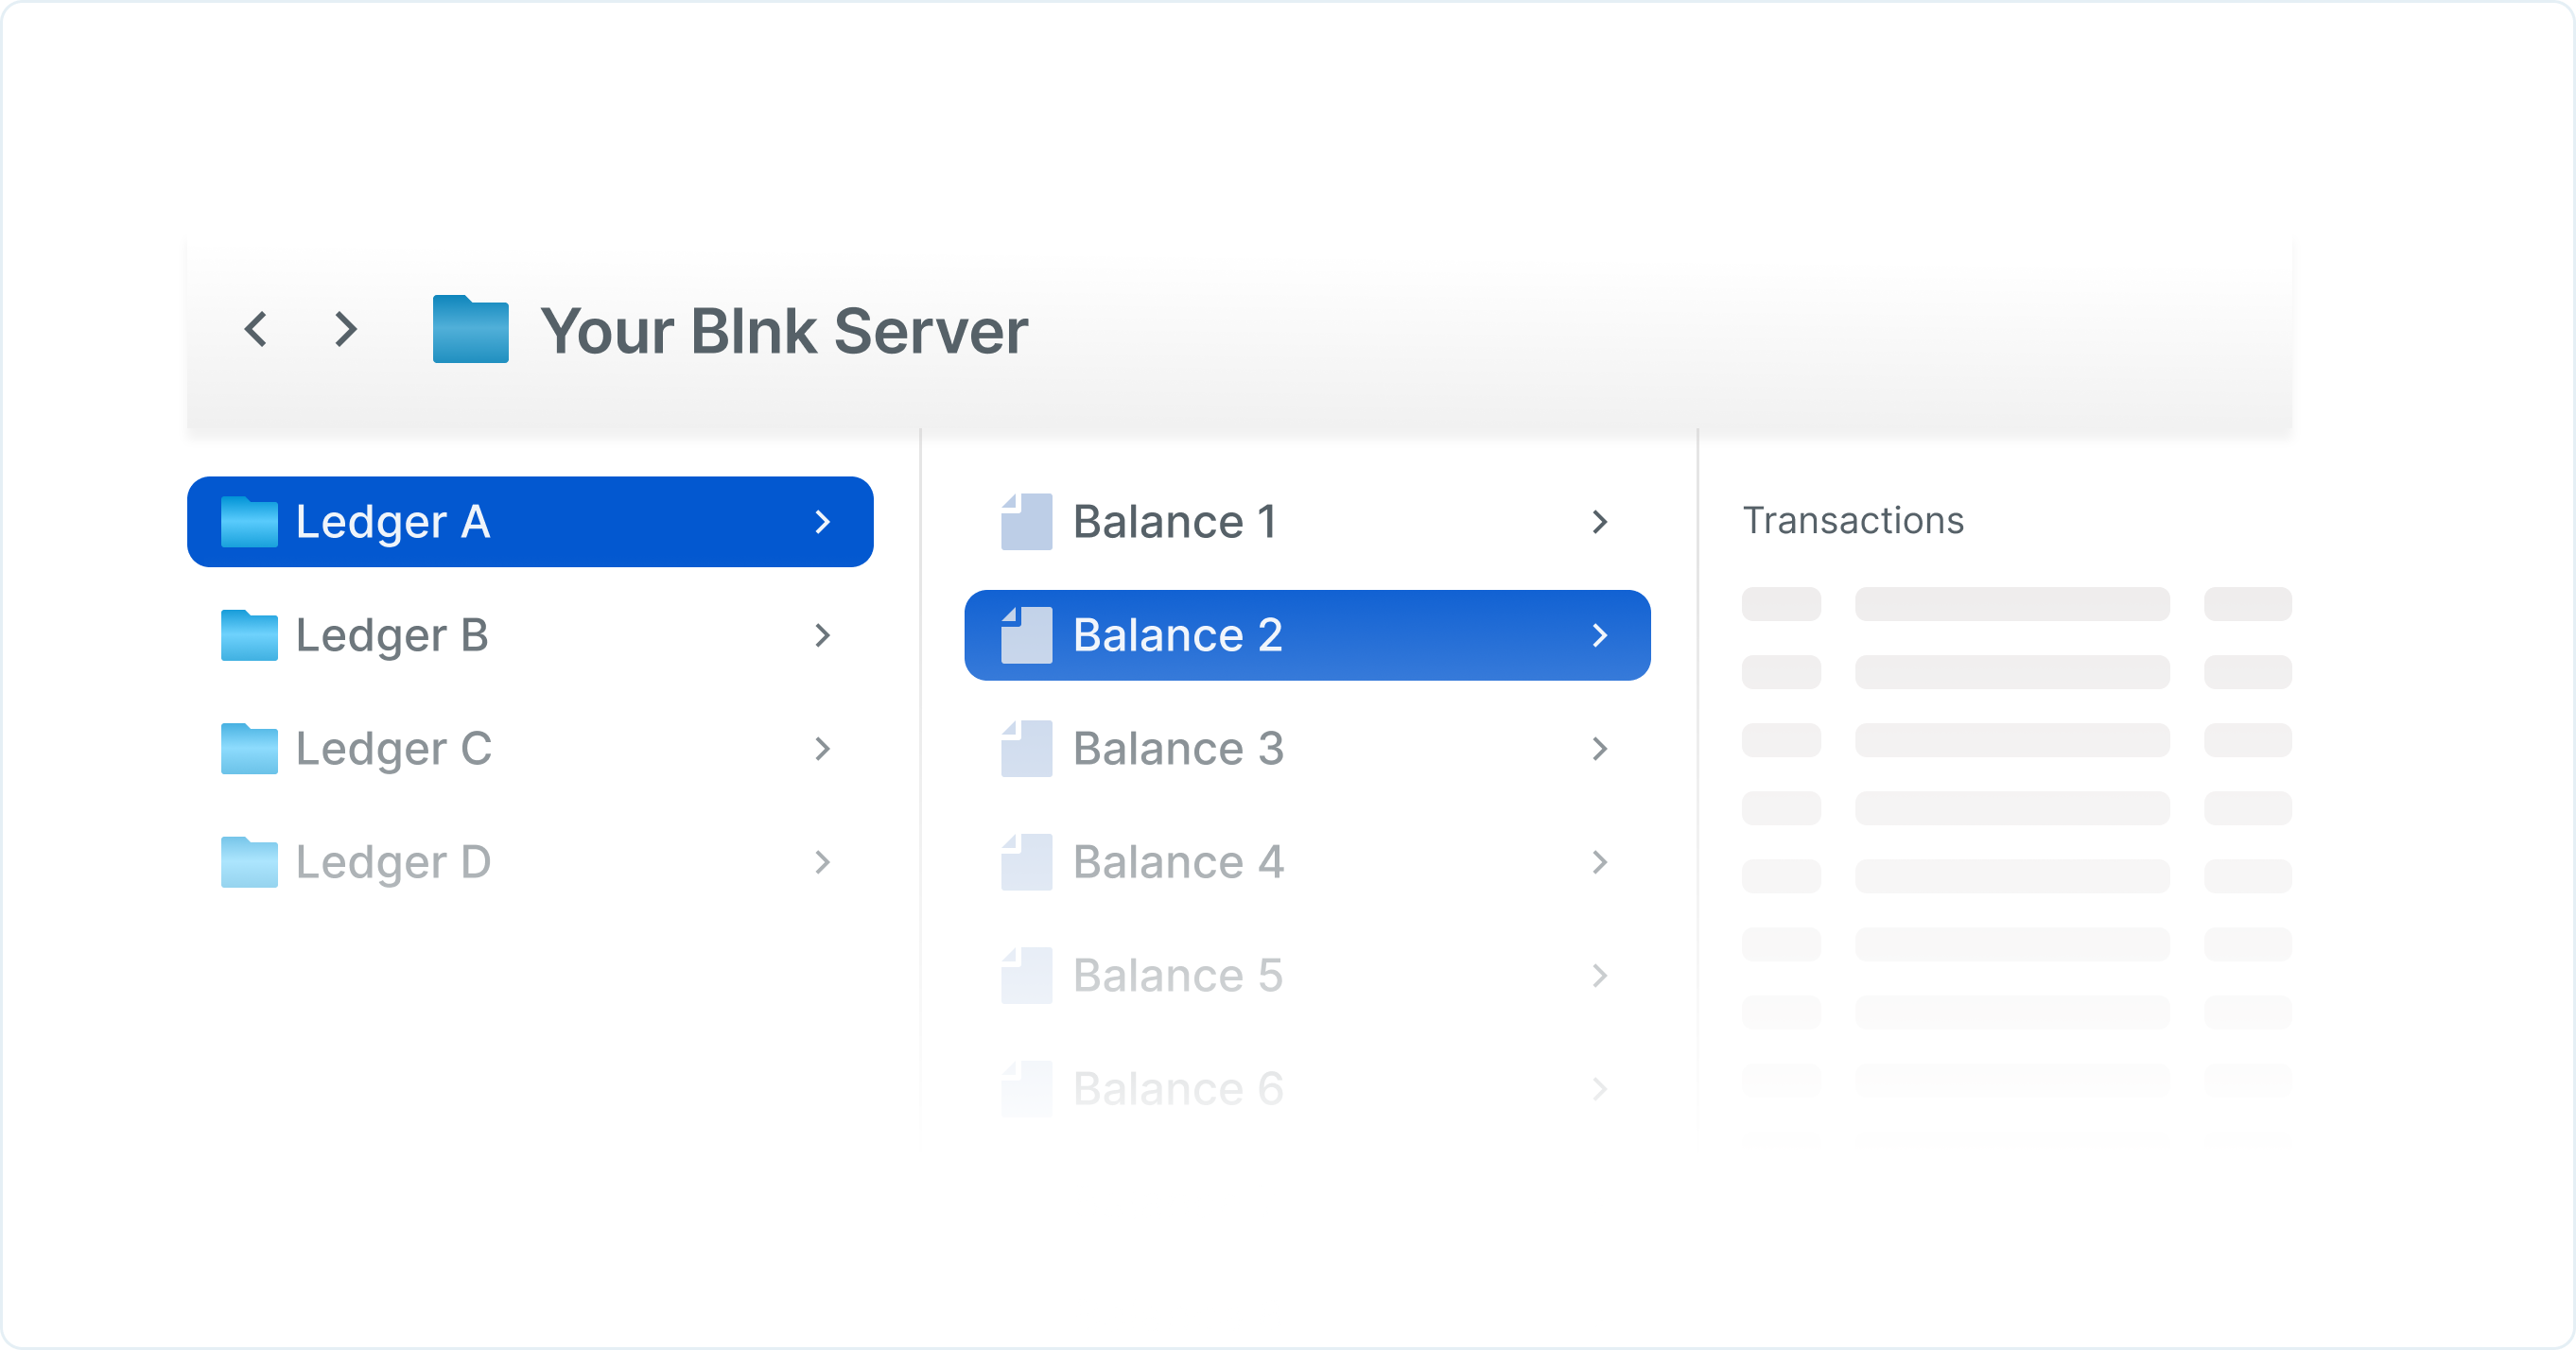 Your Blnk Server
Ledger A
Ledger B
Ledger C
Ledger D
Balance 1
Balance 2
Balance 3
Balance 4
Balance 5
Balance 6
Transactions